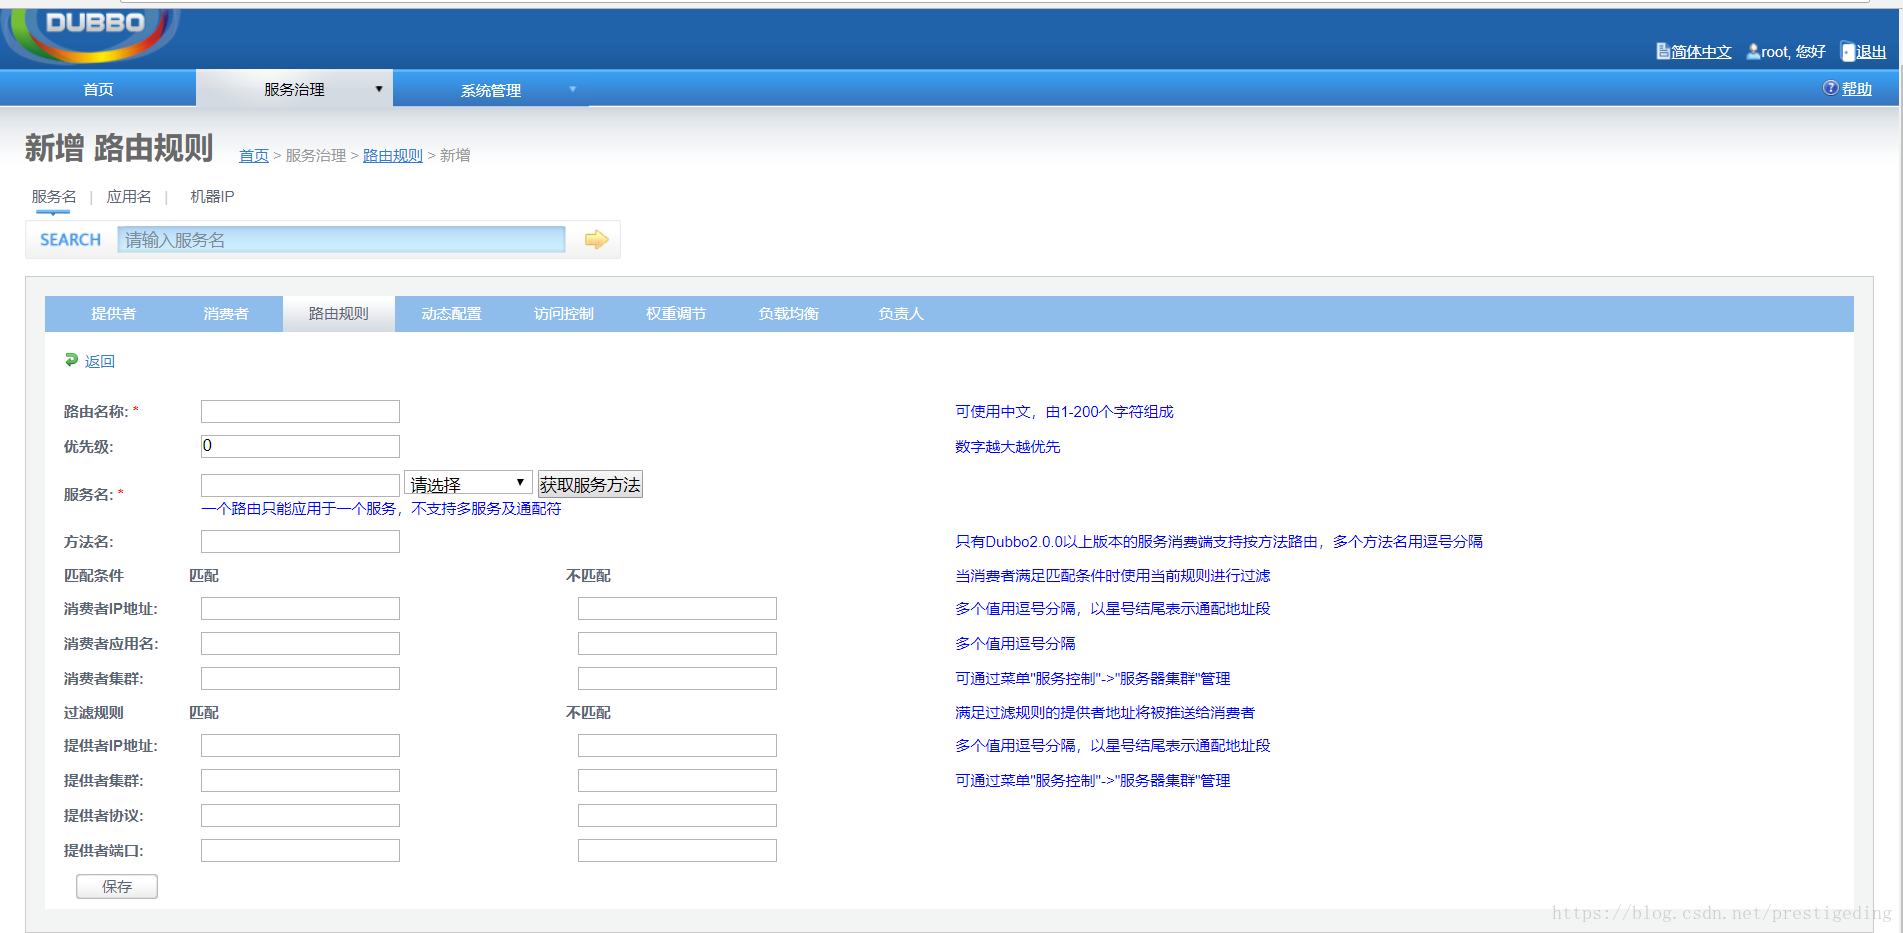 DUBBO
简体中文 root, 您好 退出
首页 服务治理 系统管理 帮助
新增 路由规则 首页 > 服务治理 > 路由规则 > 新增
服务名 | 应用名 | 机器IP
SEARCH 请输入服务名
提供者 消费者 路由规则 动态配置 访问控制 权重调节 负载均衡 负责人
返回
路由名称: * 可使用中文，由1-200个字符组成
优先级: 0 数字越大越优先
服务名: * 请选择 获取服务方法
一个路由只能应用于一个服务，不支持多服务及通配符
方法名: 只有Dubbo2.0.0以上版本的服务消费端支持按方法路由，多个方法名用逗号分隔
匹配条件 匹配 不匹配 当消费者满足匹配条件时使用当前规则进行过滤
消费者IP地址: 多个值用逗号分隔，以星号结尾表示通配地址段
消费者应用名: 多个值用逗号分隔
消费者集群: 可通过菜单"服务控制"->"服务器集群"管理
过滤规则 匹配 不匹配 满足过滤规则的提供者地址将被推送给消费者
提供者IP地址: 多个值用逗号分隔，以星号结尾表示通配地址段
提供者集群: 可通过菜单"服务控制"->"服务器集群"管理
提供者协议:
提供者端口:
保存
https://blog.csdn.net/prestigeding